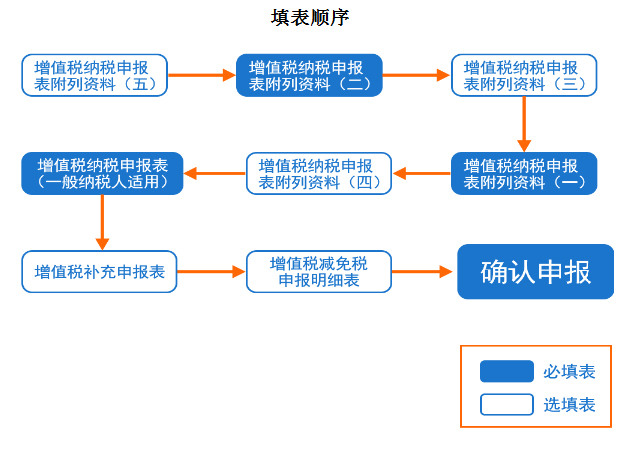 填表顺序
增值税纳税申报
表附列资料（五）
增值税纳税申报
表附列资料（二）
增值税纳税申报
表附列资料（三）
增值税纳税申报表
（一般纳税人适用）
增值税纳税申报
表附列资料（四）
增值税纳税申报
表附列资料（一）
增值税补充申报表
增值税减免税
申报明细表
确认申报
必填表
选填表